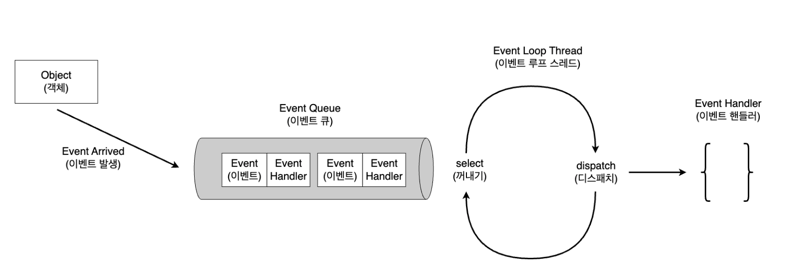 Event Loop Thread
(이벤트 루프 스레드)
Object
(객체)
Event Queue
(이벤트 큐)
Event Handler
(이벤트 핸들러)
Event Arrived
(이벤트 발생)
Event
(이벤트)
Event
Handler
Event
(이벤트)
Event
Handler
select
(꺼내기)
dispatch
(디스패치)